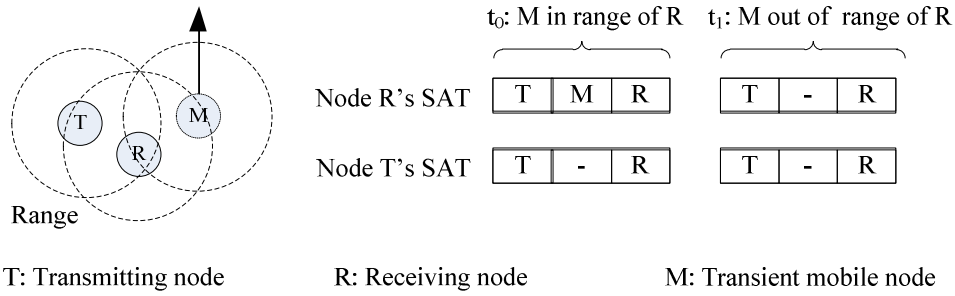 t0: M in range of R t1: M out of range of R
T M R
Node R's SAT T M R T - R
Node T's SAT T - R T - R
Range
T: Transmitting node R: Receiving node M: Transient mobile node